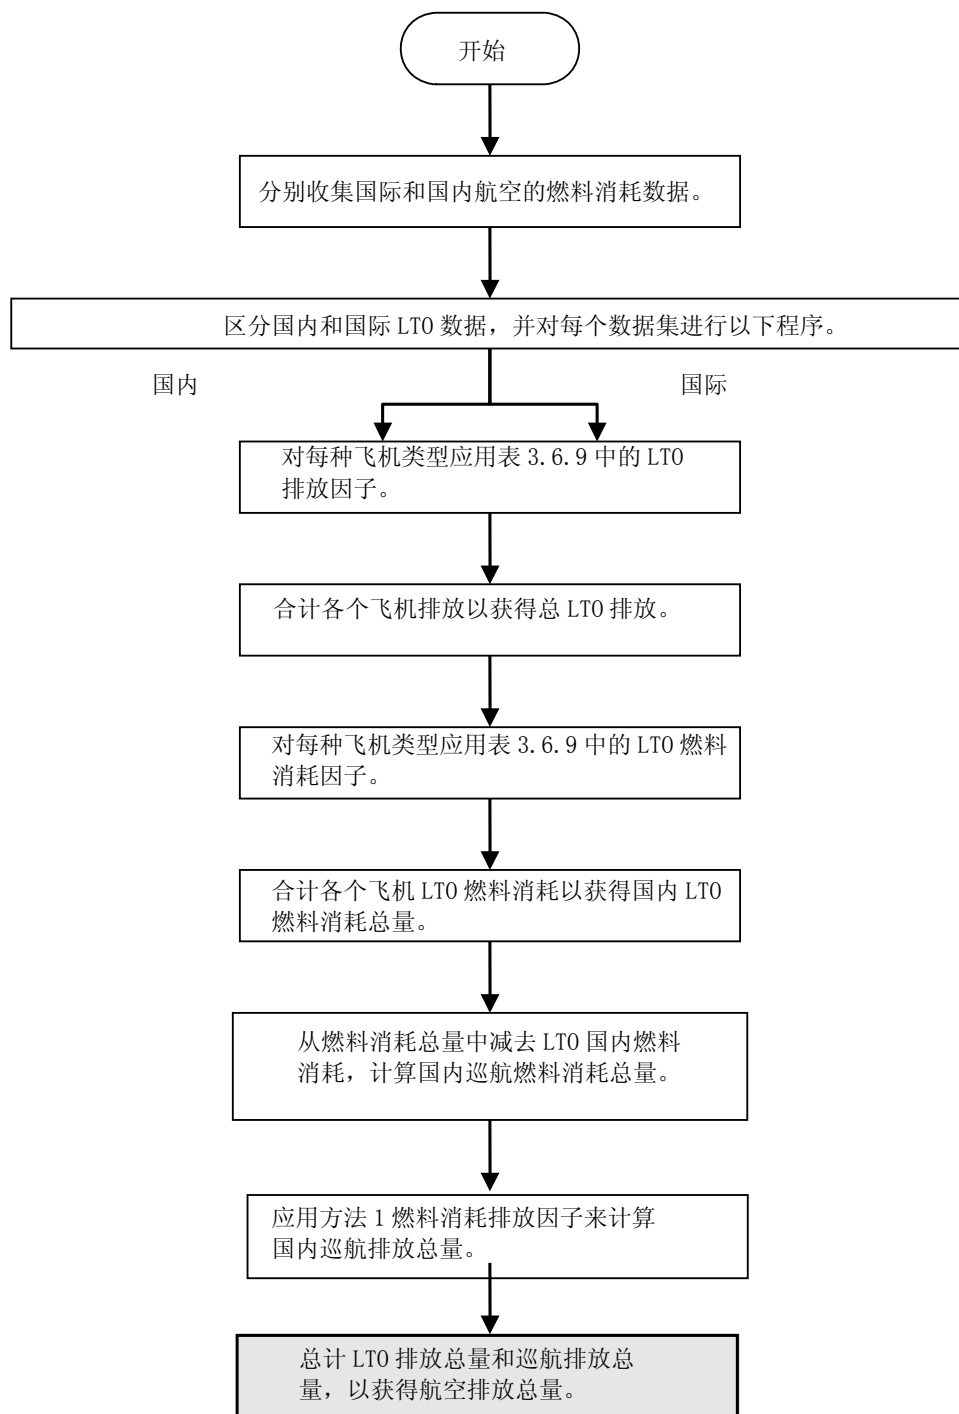 开始
分别收集国际和国内航空的燃料消耗数据。
区分国内和国际 LTO 数据，并对每个数据集进行以下程序。
国内
国际
对每种飞机类型应用表 3.6.9 中的 LTO
排放因子。
合计各个飞机排放以获得总 LTO 排放。
对每种飞机类型应用表 3.6.9 中的 LTO 燃料
消耗因子。
合计各个飞机 LTO 燃料消耗以获得国内 LTO
燃料消耗总量。
从燃料消耗总量中减去 LTO 国内燃料
消耗，计算国内巡航燃料消耗总量。
应用方法 1 燃料消耗排放因子来计算
国内巡航排放总量。
总计 LTO 排放总量和巡航排放总
量，以获得航空排放总量。